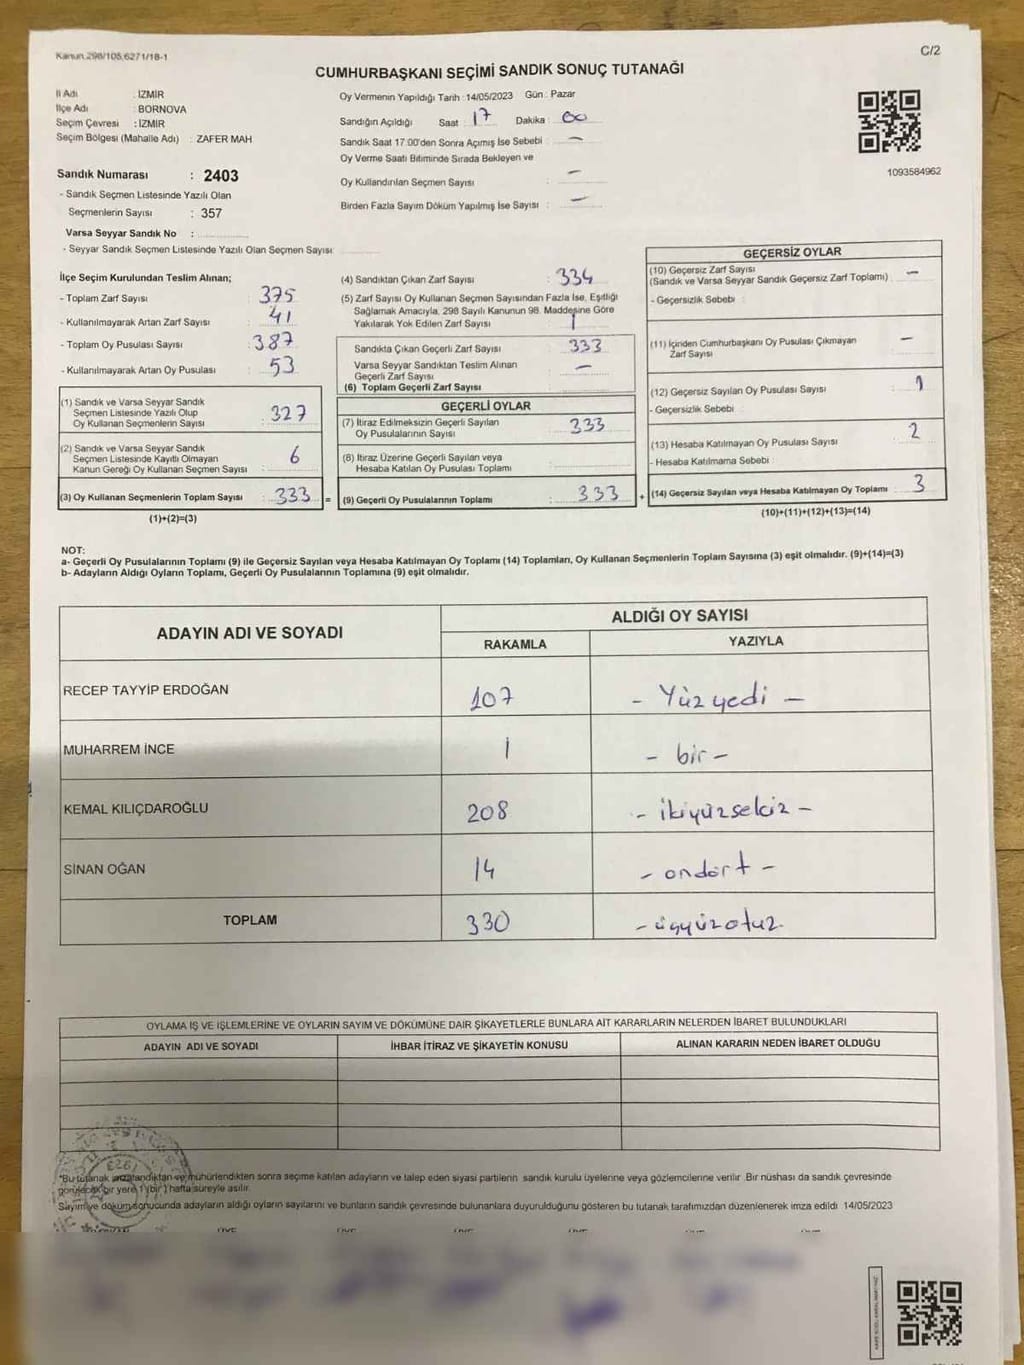 Kanun.298/105,6271/18-1
C/2
CUMHURBAŞKANI SEÇİMİ SANDIK SONUÇ TUTANAĞI
İl Adı : İZMİR
İlçe Adı : BORNOVA
Seçim Çevresi : İZMİR
Seçim Bölgesi (Mahalle Adı) : ZAFER MAH
Sandık Numarası : 2403
- Sandık Seçmen Listesinde Yazılı Olan
Seçmenlerin Sayısı : 357
Varsa Seyyar Sandık No :
- Seyyar Sandık Seçmen Listesinde Yazılı Olan Seçmen Sayısı:
Oy Vermenin Yapıldığı Tarih :14/05/2023 Gün : Pazar
Sandığın Açıldığı Saat : 17 Dakika : 00
Sandık Saat 17:00'den Sonra Açımış İse Sebebi : -
Oy Verme Saati Bitiminde Sırada Bekleyen ve
Oy Kullandırılan Seçmen Sayısı : -
Birden Fazla Sayım Döküm Yapılmış İse Sayısı : -
1093584962
İlçe Seçim Kurulundan Teslim Alınan;
- Toplam Zarf Sayısı : 375
- Kullanılmayarak Artan Zarf Sayısı : 41
- Toplam Oy Pusulası Sayısı : 387
- Kullanılmayarak Artan Oy Pusulası : 53
(1) Sandık ve Varsa Seyyar Sandık
Seçmen Listesinde Yazılı Olup
Oy Kullanan Seçmenlerin Sayısı : 327
(2) Sandık ve Varsa Seyyar Sandık
Seçmen Listesinde Kayıtlı Olmayan
Kanun Gereği Oy Kullanan Seçmen Sayısı : 6
(3) Oy Kullanan Seçmenlerin Toplam Sayısı : 333 =
(1)+(2)=(3)
(4) Sandıktan Çıkan Zarf Sayısı : 334
(5) Zarf Sayısı Oy Kullanan Seçmen Sayısından Fazla İse, Eşitliği
Sağlamak Amacıyla, 298 Sayılı Kanunun 98. Maddesine Göre
Yakılarak Yok Edilen Zarf Sayısı : 1
Sandıkta Çıkan Geçerli Zarf Sayısı : 333
Varsa Seyyar Sandıktan Teslim Alınan
Geçerli Zarf Sayısı : -
(6) Toplam Geçerli Zarf Sayısı
GEÇERLİ OYLAR
(7) İtiraz Edilmeksizin Geçerli Sayılan
Oy Pusulalarının Sayısı : 333
(8) İtiraz Üzerine Geçerli Sayılan veya
Hesaba Katılan Oy Pusulası Toplamı :
(9) Geçerli Oy Pusulalarının Toplamı : 333 +
GEÇERSİZ OYLAR
(10) Geçersiz Zarf Sayısı
(Sandık ve Varsa Seyyar Sandık Geçersiz Zarf Toplamı) : -
- Geçersizlik Sebebi :
(11) İçinden Cumhurbaşkanı Oy Pusulası Çıkmayan
Zarf Sayısı : -
(12) Geçersiz Sayılan Oy Pusulası Sayısı : 1
- Geçersizlik Sebebi :
(13) Hesaba Katılmayan Oy Pusulası Sayısı : 2
- Hesaba Katılmama Sebebi :
(14) Geçersiz Sayılan veya Hesaba Katılmayan Oy Toplamı : 3
(10)+(11)+(12)+(13)=(14)
NOT:
a- Geçerli Oy Pusulalarının Toplamı (9) ile Geçersiz Sayılan veya Hesaba Katılmayan Oy Toplamı (14) Toplamları, Oy Kullanan Seçmenlerin Toplam Sayısına (3) eşit olmalıdır. (9)+(14)=(3)
b- Adayların Aldığı Oyların Toplamı, Geçerli Oy Pusulalarının Toplamına (9) eşit olmalıdır.
ADAYIN ADI VE SOYADI
ALDIĞI OY SAYISI
RAKAMLA YAZIYLA
RECEP TAYYİP ERDOĞAN 107 - Yüz yedi -
MUHARREM İNCE 1 - bir -
KEMAL KILIÇDAROĞLU 208 - ikiyüzsekiz -
SİNAN OĞAN 14 - ondört -
TOPLAM 330 - üçyüzotuz
OYLAMA İŞ VE İŞLEMLERİNE VE OYLARIN SAYIM VE DÖKÜMÜNE DAİR ŞİKAYETLERLE BUNLARA AİT KARARLARIN NELERDEN İBARET BULUNDUKLARI
ADAYIN ADI VE SOYADI İHBAR İTİRAZ VE ŞİKAYETİN KONUSU ALINAN KARARIN NEDEN İBARET OLDUĞU
*Bu tutanak imzalandıktan ve mühürlendikten sonra seçime katılan adayların ve talep eden siyasi partilerin sandık kurulu üyelerine veya gözlemcilerine verilir .Bir nüshası da sandık çevresinde
görülecek bir yere 1 (bir ) hafta süreyle asılır.
Sayım ve döküm sonucunda adayların aldığı oyların sayılarını ve bunların sandık çevresinde bulunanlara duyurulduğunu gösteren bu tutanak tarafımızdan düzenlenerek imza edildi 14/05/2023